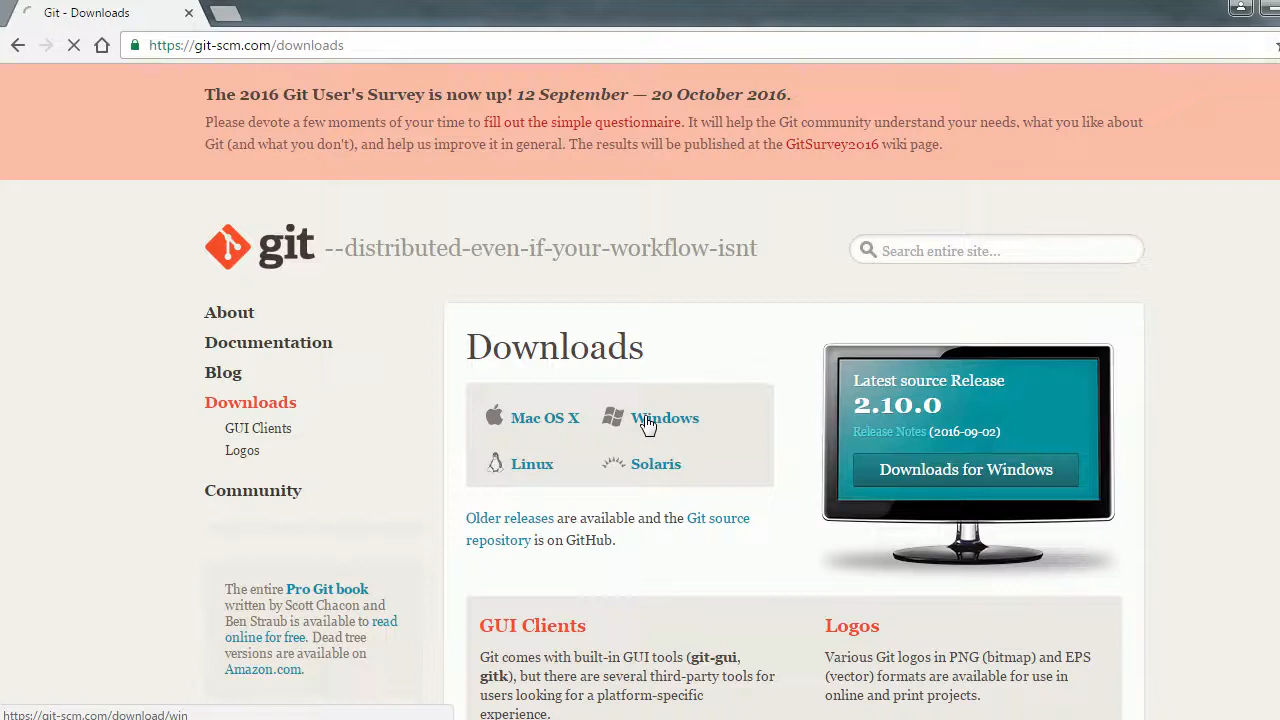 Git - Downloads
https://git-scm.com/downloads
The 2016 Git User's Survey is now up! 12 September — 20 October 2016.
Please devote a few moments of your time to fill out the simple questionnaire. It will help the Git community understand your needs, what you like about
Git (and what you don't), and help us improve it in general. The results will be published at the GitSurvey2016 wiki page.
git --distributed-even-if-your-workflow-isnt
Search entire site...
About
Documentation
Blog
Downloads
GUI Clients
Logos
Community
The entire Pro Git book
written by Scott Chacon and
Ben Straub is available to read
online for free. Dead tree
versions are available on
Amazon.com.
Downloads
Mac OS X
Windows
Linux
Solaris
Older releases are available and the Git source
repository is on GitHub.
Latest source Release
2.10.0
Release Notes (2016-09-02)
Downloads for Windows
GUI Clients
Git comes with built-in GUI tools (git-gui,
gitk), but there are several third-party tools for
users looking for a platform-specific
experience.
Logos
Various Git logos in PNG (bitmap) and EPS
(vector) formats are available for use in
online and print projects.
https://git-scm.com/download/win